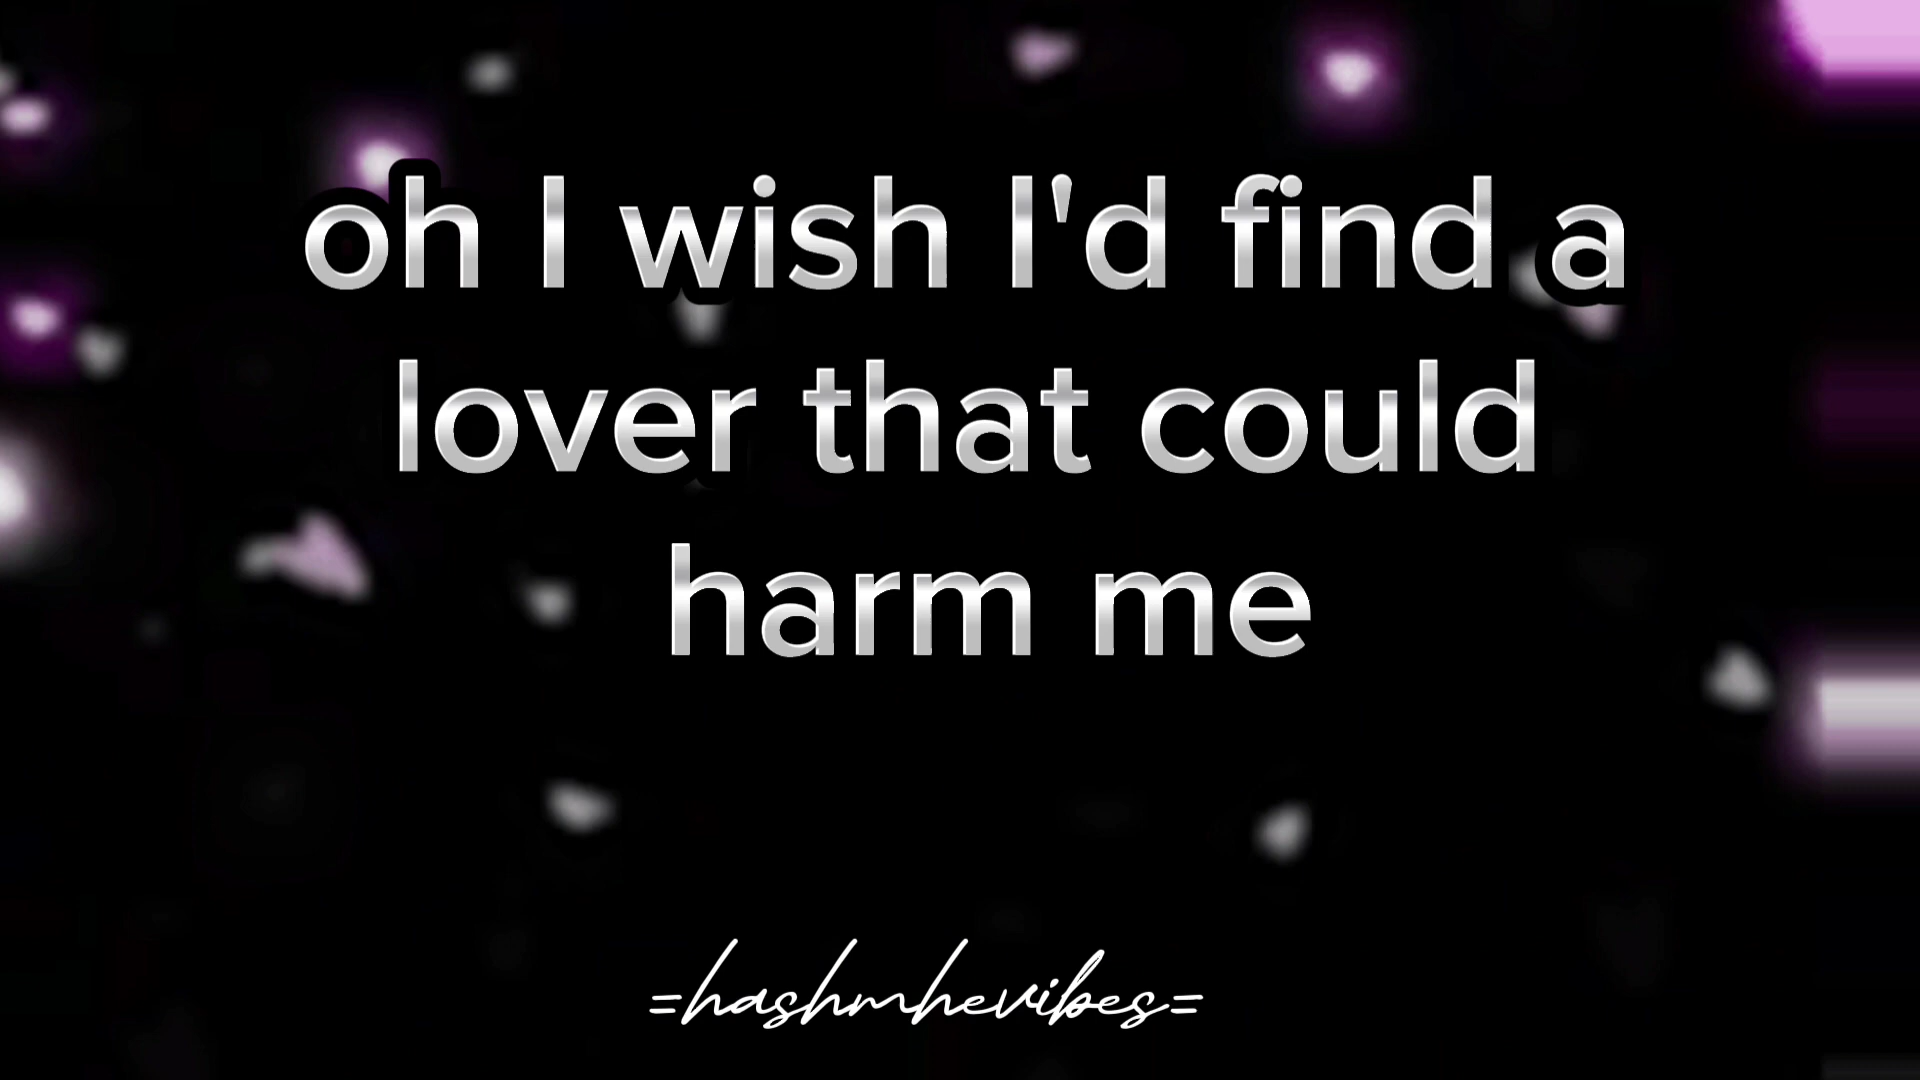 oh I wish I'd find a
lover that could
harm me
=hashmhevibes=